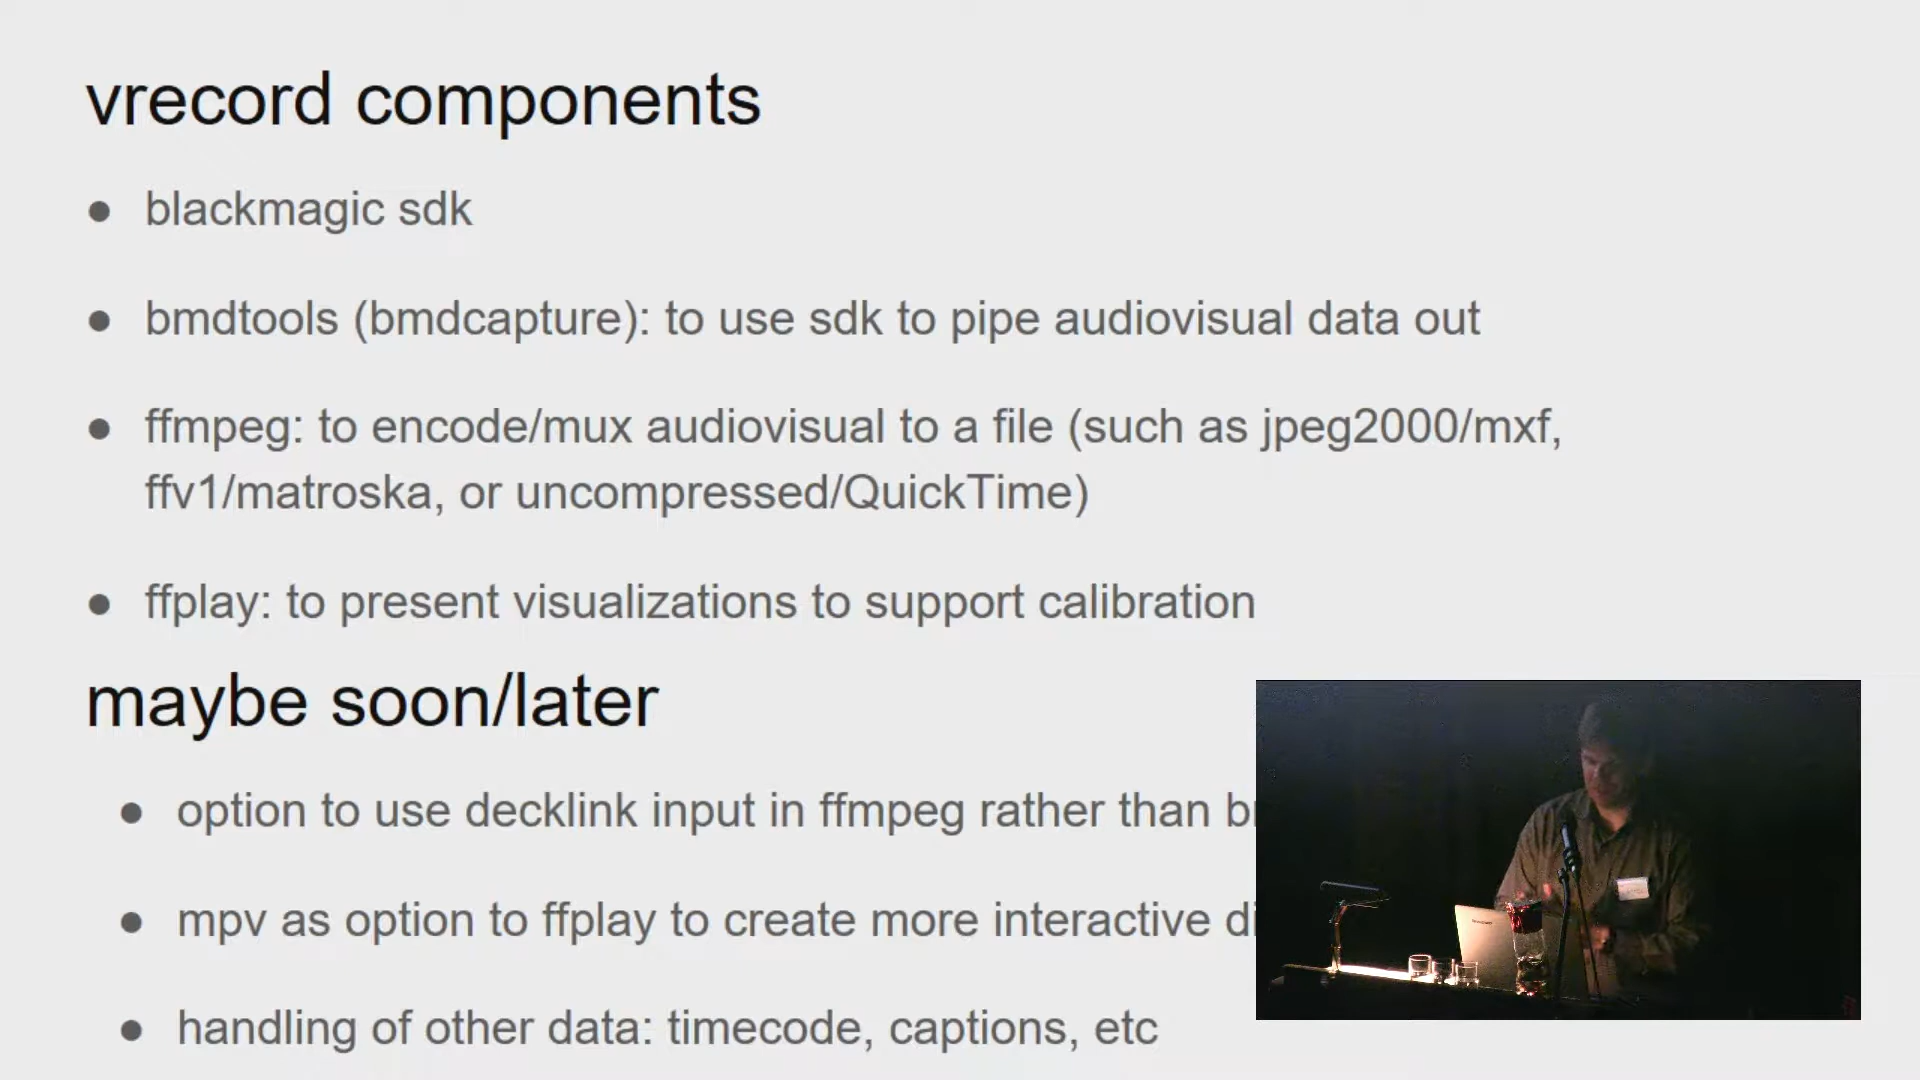 vrecord components
● blackmagic sdk
● bmdtools (bmdcapture): to use sdk to pipe audiovisual data out
● ffmpeg: to encode/mux audiovisual to a file (such as jpeg2000/mxf,
ffv1/matroska, or uncompressed/QuickTime)
● ffplay: to present visualizations to support calibration
maybe soon/later
● option to use decklink input in ffmpeg rather than
● mpv as option to ffplay to create more interactive
● handling of other data: timecode, captions, etc